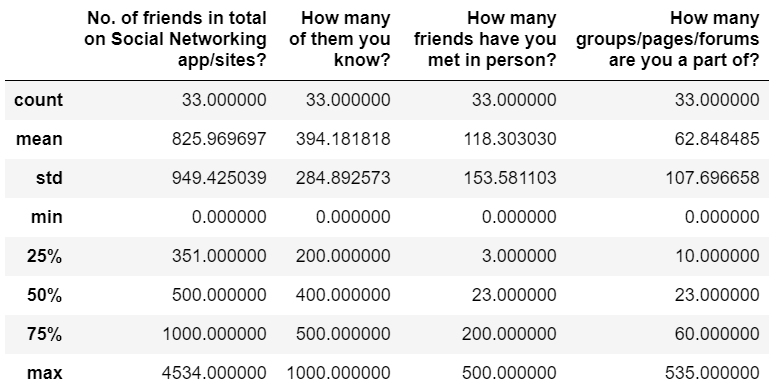 No. of friends in total How many How many How many
on Social Networking of them you friends have you groups/pages/forums
app/sites? know? met in person? are you a part of?
count 33.000000 33.000000 33.000000 33.000000
mean 825.969697 394.181818 118.303030 62.848485
std 949.425039 284.892573 153.581103 107.696658
min 0.000000 0.000000 0.000000 0.000000
25% 351.000000 200.000000 3.000000 10.000000
50% 500.000000 400.000000 23.000000 23.000000
75% 1000.000000 500.000000 200.000000 60.000000
max 4534.000000 1000.000000 500.000000 535.000000